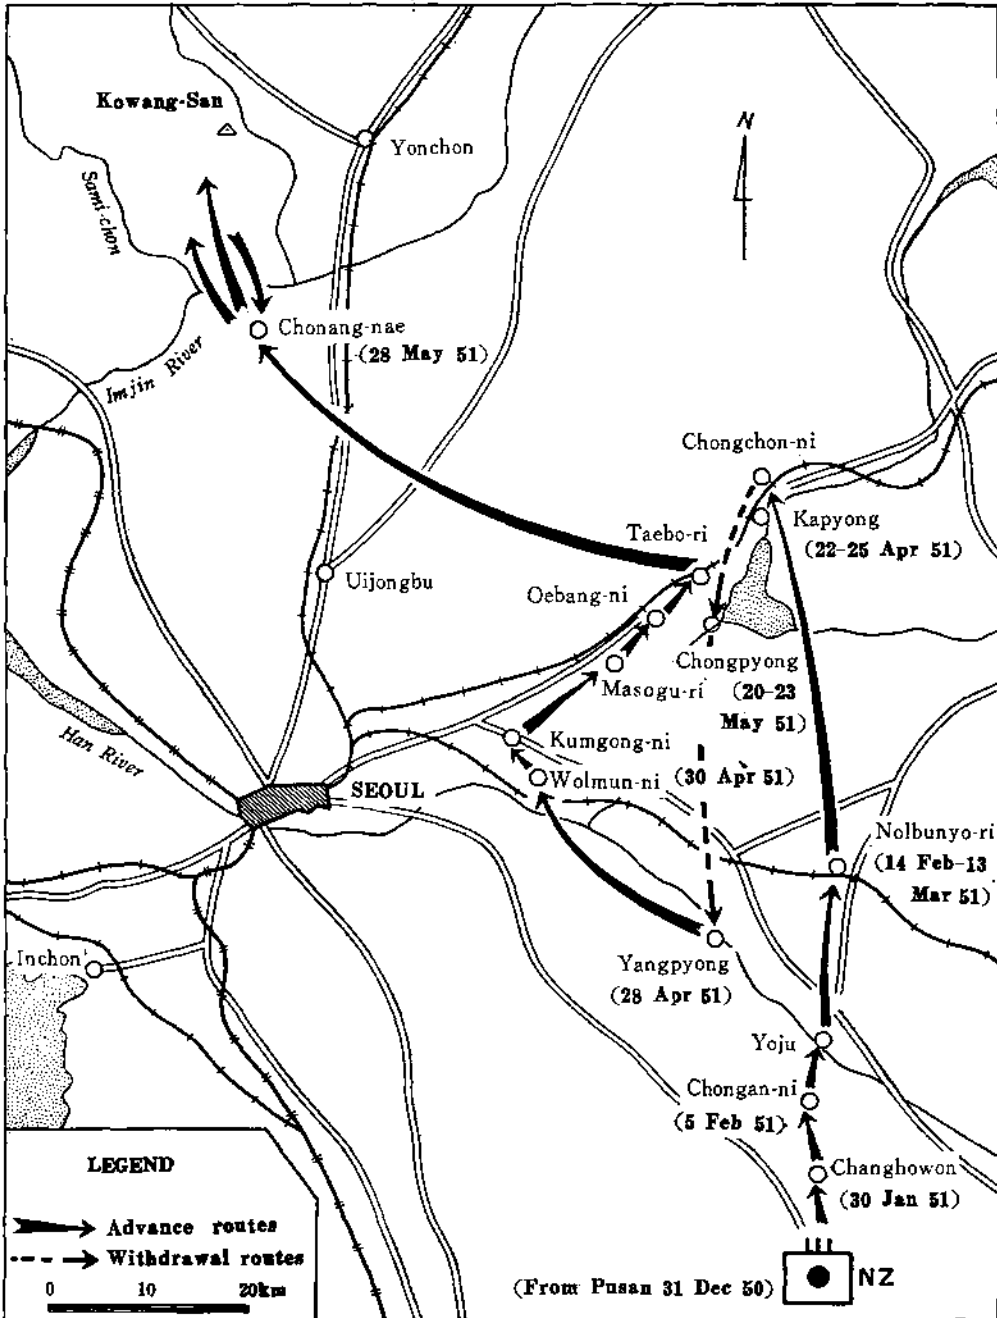 Kowang-San
Yonchon
N
Sami-chon
Chonang-nae
(28 May 51)
Imjin River
Chongchon-ni
Kapyong
(22-25 Apr 51)
Taebo-ri
Uijongbu
Oebang-ni
Chongpyong
(20-23
May 51)
Masogu-ri
Kumgong-ni
Han River
Wolmun-ni
(30 Apr 51)
SEOUL
Nolbunyo-ri
(14 Feb-13
Mar 51)
Inchon
Yangpyong
(28 Apr 51)
Yoju
Chongan-ni
(5 Feb 51)
Changhowon
(30 Jan 51)
LEGEND
Advance routes
Withdrawal routes
0 10 20km
(From Pusan 31 Dec 50)
NZ